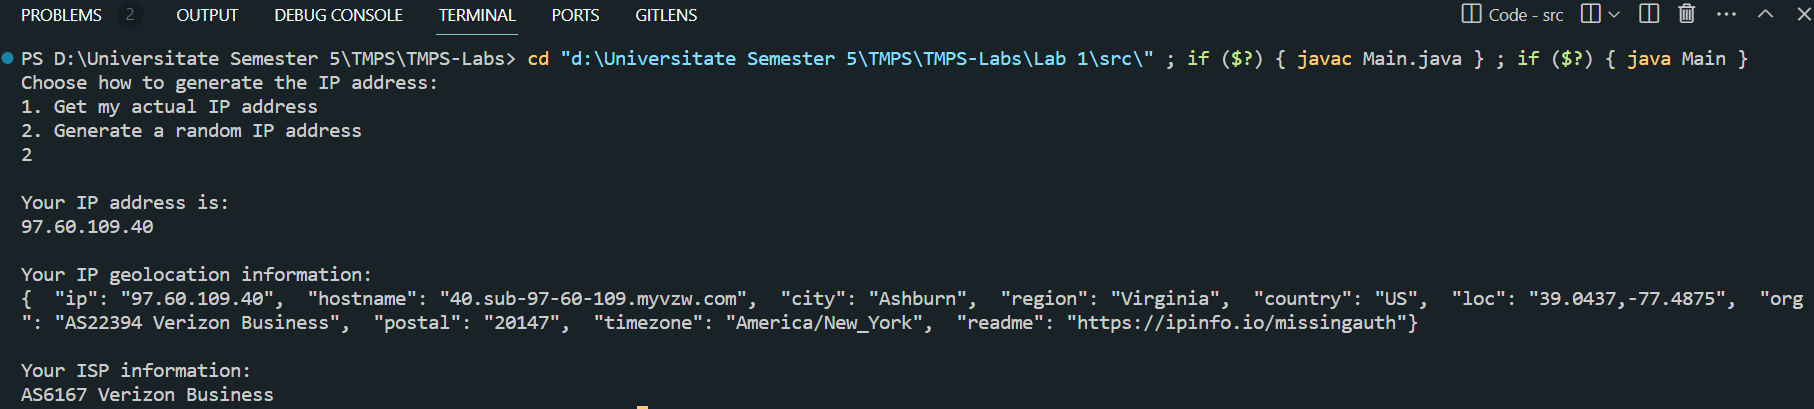 PROBLEMS 2 OUTPUT DEBUG CONSOLE TERMINAL PORTS GITLENS Code - src
PS D:\Universitate Semester 5\TMPS\TMPS-Labs> cd "d:\Universitate Semester 5\TMPS\TMPS-Labs\Lab 1\src\" ; if ($?) { javac Main.java } ; if ($?) { java Main }
Choose how to generate the IP address:
1. Get my actual IP address
2. Generate a random IP address
2
Your IP address is:
97.60.109.40
Your IP geolocation information:
{  "ip": "97.60.109.40",  "hostname": "40.sub-97-60-109.myvzw.com",  "city": "Ashburn",  "region": "Virginia",  "country": "US",  "loc": "39.0437,-77.4875",  "org
": "AS22394 Verizon Business",  "postal": "20147",  "timezone": "America/New_York",  "readme": "https://ipinfo.io/missingauth"}
Your ISP information:
AS6167 Verizon Business